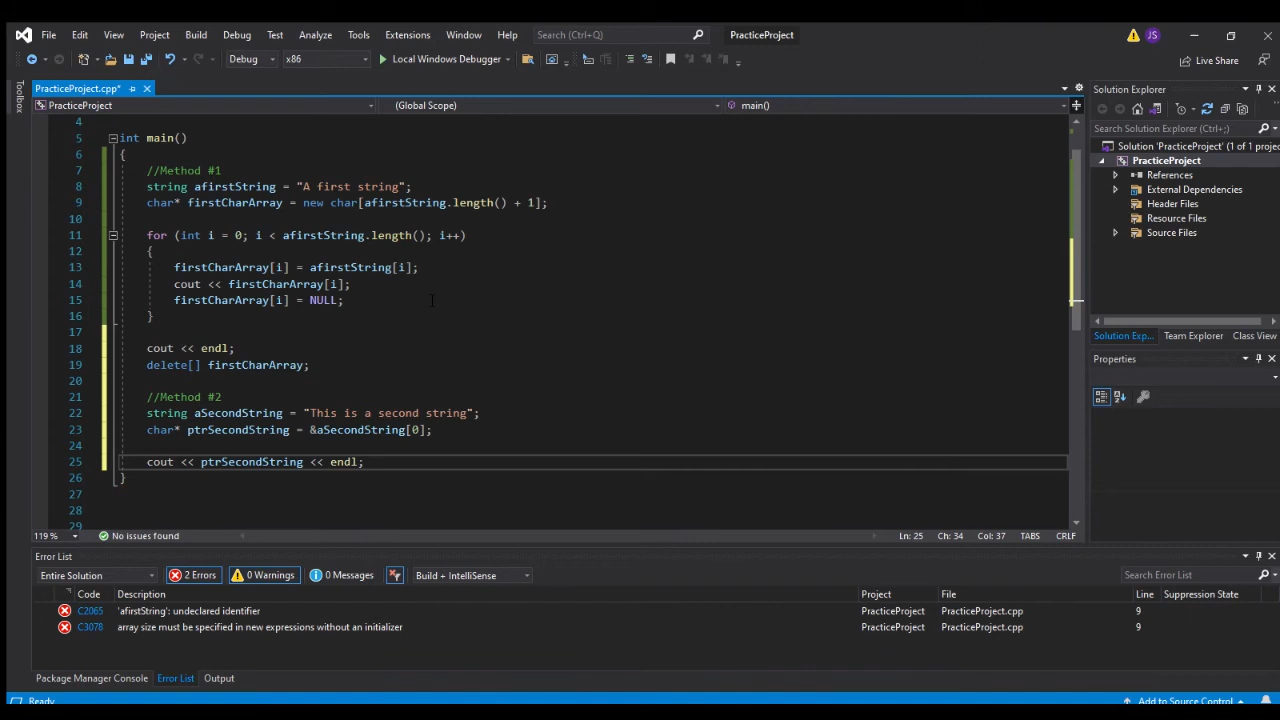 File Edit View Project Build Debug Test Analyze Tools Extensions Window Help Search (Ctrl+Q) PracticeProject JS
Debug x86 Local Windows Debugger Live Share
Toolbox
PracticeProject.cpp* Solution Explorer
PracticeProject (Global Scope) main()
Search Solution Explorer (Ctrl+;)
Solution 'PracticeProject' (1 of 1 projec
PracticeProject
References
External Dependencies
Header Files
Resource Files
Source Files
Solution Exp... Team Explorer Class View
Properties
4
5 int main()
6 {
7 //Method #1
8 string afirstString = "A first string";
9 char* firstCharArray = new char[afirstString.length() + 1];
10
11 for (int i = 0; i < afirstString.length(); i++)
12 {
13 firstCharArray[i] = afirstString[i];
14 cout << firstCharArray[i];
15 firstCharArray[i] = NULL;
16 }
17
18 cout << endl;
19 delete[] firstCharArray;
20
21 //Method #2
22 string aSecondString = "This is a second string";
23 char* ptrSecondString = &aSecondString[0];
24
25 cout << ptrSecondString << endl;
26 }
27
28
29
119 % No issues found Ln: 25 Ch: 34 Col: 37 TABS CRLF
Error List
Entire Solution 2 Errors 0 Warnings 0 Messages Build + IntelliSense Search Error List
Code Description Project File Line Suppression State
C2065 'afirstString': undeclared identifier PracticeProject PracticeProject.cpp 9
C3078 array size must be specified in new expressions without an initializer PracticeProject PracticeProject.cpp 9
Package Manager Console Error List Output
Ready Add to Source Control